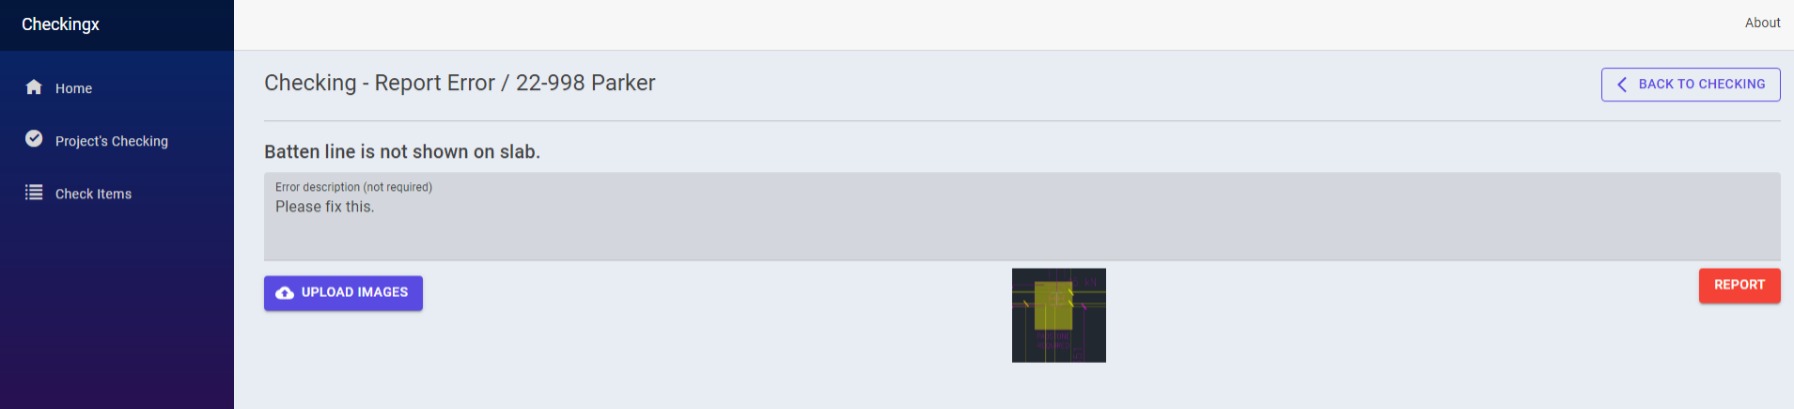 Checkingx
About
Home
Project's Checking
Check Items
Checking - Report Error / 22-998 Parker
BACK TO CHECKING
Batten line is not shown on slab.
Error description (not required)
Please fix this.
UPLOAD IMAGES
REPORT